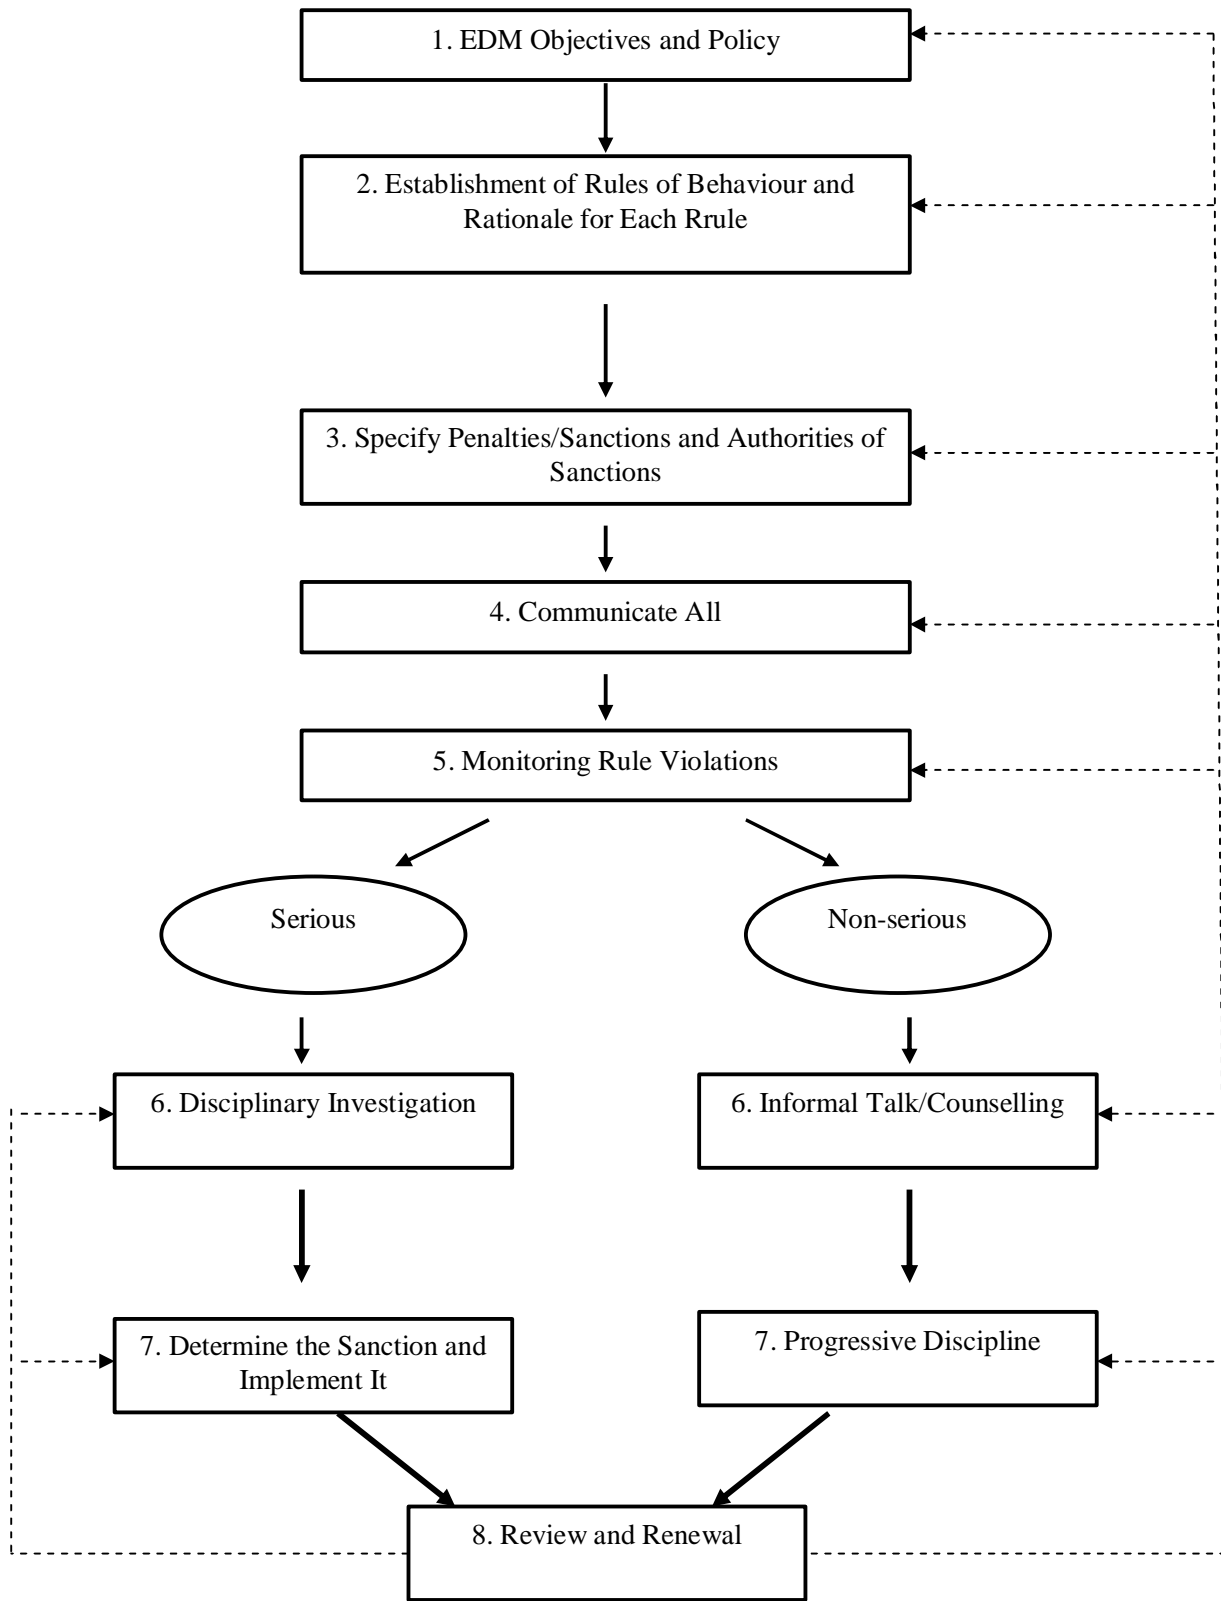 1. EDM Objectives and Policy
2. Establishment of Rules of Behaviour and
Rationale for Each Rrule
3. Specify Penalties/Sanctions and Authorities of
Sanctions
4. Communicate All
5. Monitoring Rule Violations
Serious
Non-serious
6. Disciplinary Investigation
6. Informal Talk/Counselling
7. Determine the Sanction and
Implement It
7. Progressive Discipline
8. Review and Renewal